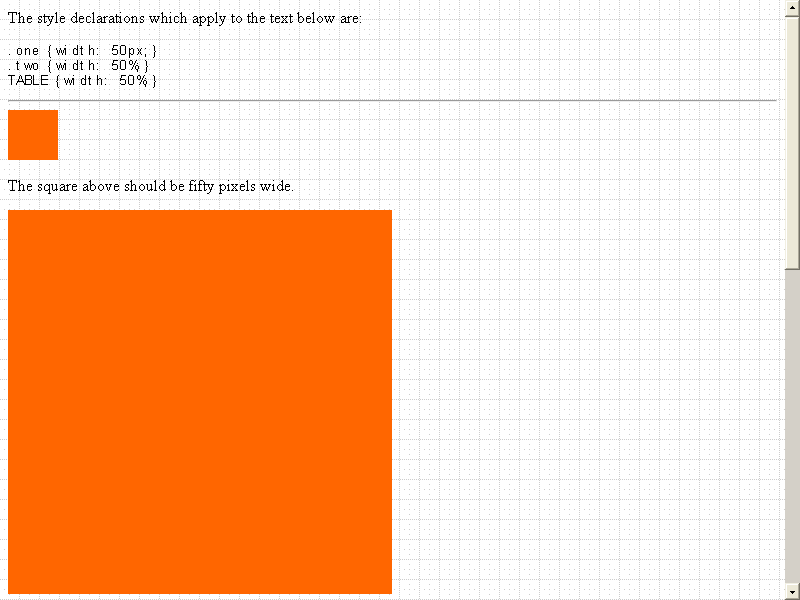 The style declarations which apply to the text below are:
.one {width: 50px;}
.two {width: 50%;}
TABLE {width: 50%;}
The square above should be fifty pixels wide.